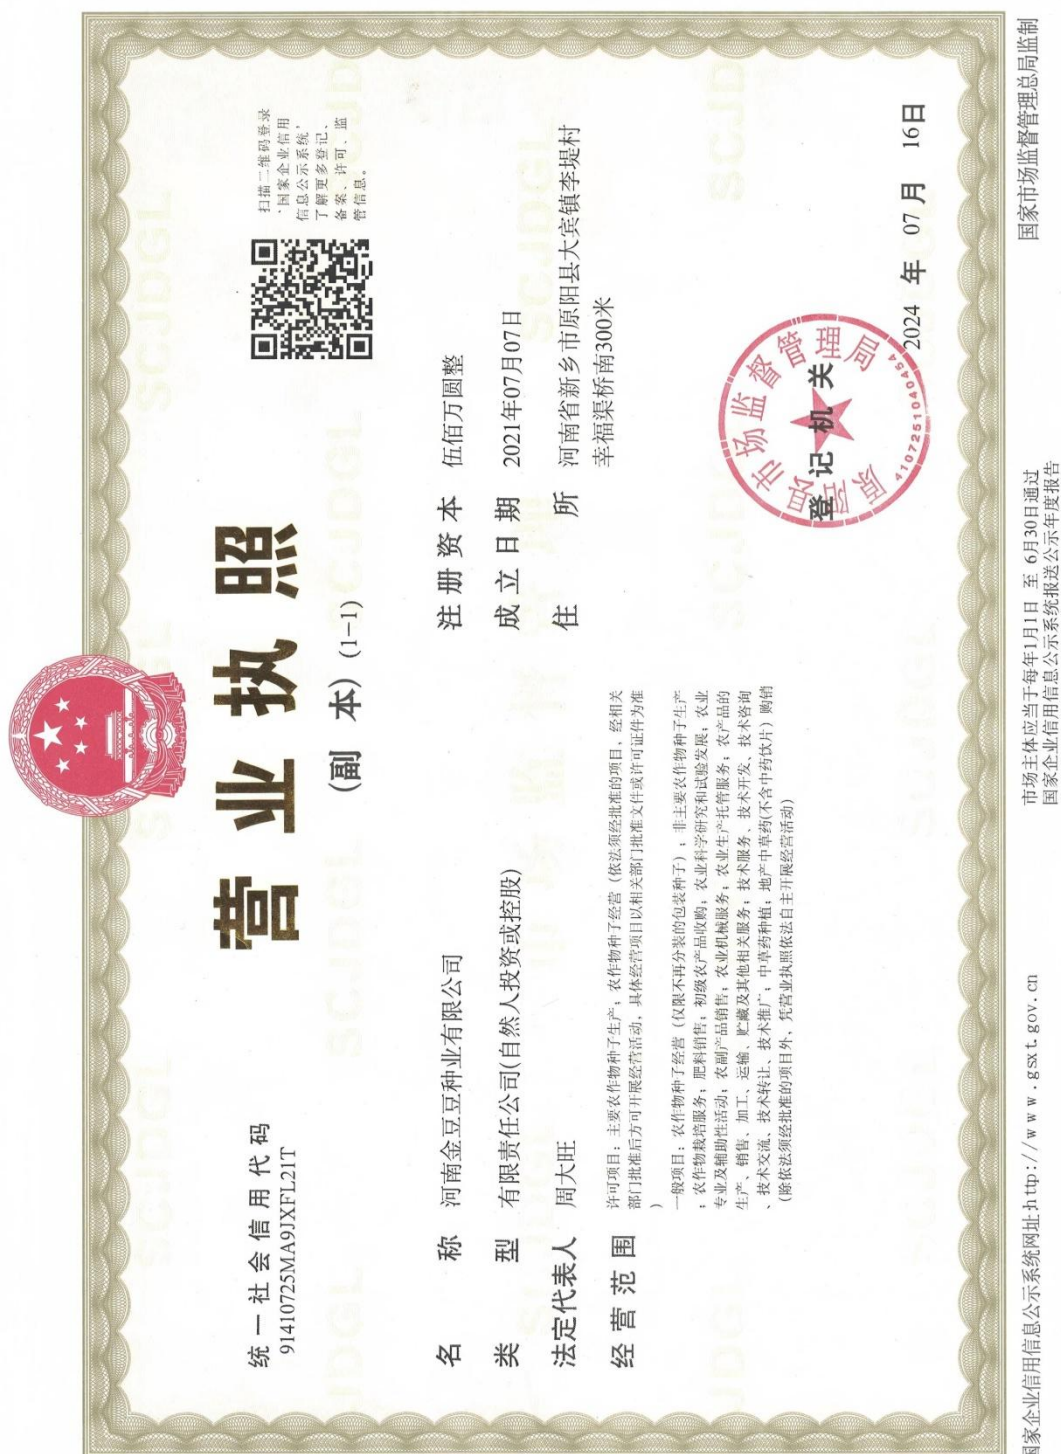 营业执照
(副 本) (1-1)
统一社会信用代码
91410725MA9JXFL21T
扫描二维码登录
‘国家企业信用
信息公示系统’
了解更多登记、
备案、许可、监
管信息。
名 称 河南金豆豆种业有限公司
类 型 有限责任公司(自然人投资或控股)
法定代表人 周大旺
经营范围 许可项目：主要农作物种子生产；农作物种子经营（依法须经批准的项目，经相关
部门批准后方可开展经营活动，具体经营项目以相关部门批准文件或许可证件为准
）
一般项目：农作物种子经营（仅限不再分装的包装种子）；非主要农作物种子生产
；农作物栽培服务；肥料销售；初级农产品收购；农业科学研究和试验发展；农业
专业及辅助性活动；农副产品销售；农业机械服务；农业生产托管服务；农产品的
生产、销售、加工、运输、贮藏及其他相关服务；技术服务、技术开发、技术咨询
、技术交流、技术转让、技术推广；中草药种植；地产中草药(不含中药饮片）购销
（除依法须经批准的项目外，凭营业执照依法自主开展经营活动）
注册资本 伍佰万圆整
成立日期 2021年07月07日
住 所 河南省新乡市原阳县大宾镇李堤村
幸福渠桥南300米
登记机关
原阳县市场监督管理局
4107251040454
2024 年 07 月 16日
国家企业信用信息公示系统网址http://www.gsxt.gov.cn
市场主体应当于每年1月1日 至 6月30日通过
国家企业信用信息公示系统报送公示年度报告
国家市场监督管理总局监制
SCJDGL